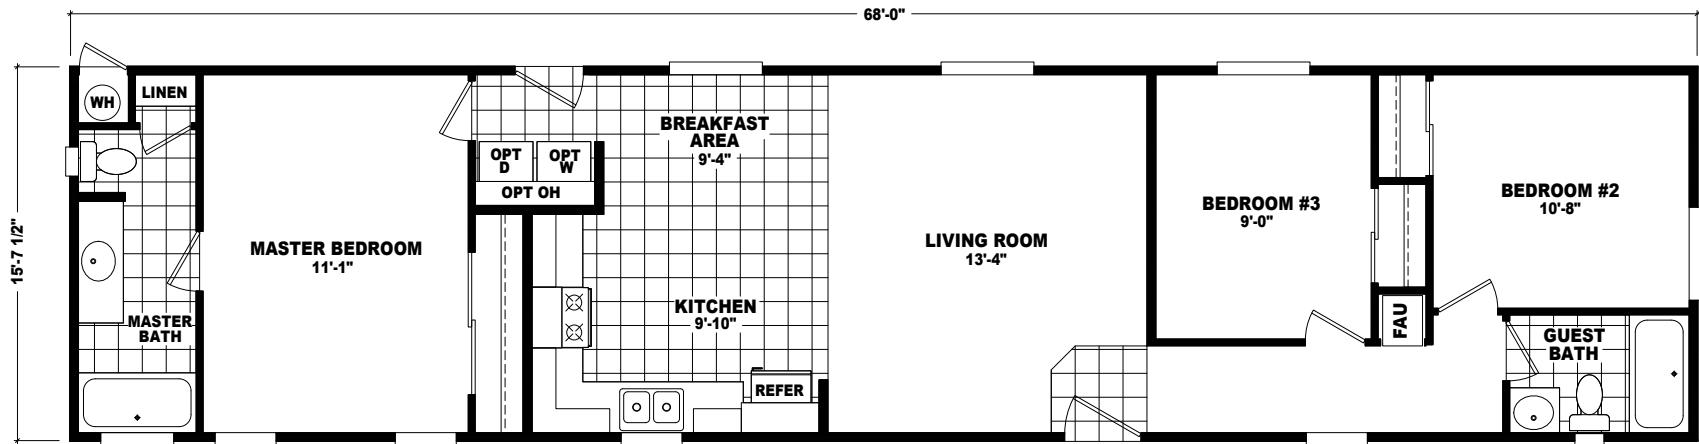 68'-0"
15'-7 1/2"
WH
LINEN
MASTER
BATH
MASTER BEDROOM
11'-1"
OPT
D
OPT
W
OPT OH
BREAKFAST
AREA
9'-4"
KITCHEN
9'-10"
REFER
LIVING ROOM
13'-4"
BEDROOM #3
9'-0"
FAU
BEDROOM #2
10'-8"
GUEST
BATH